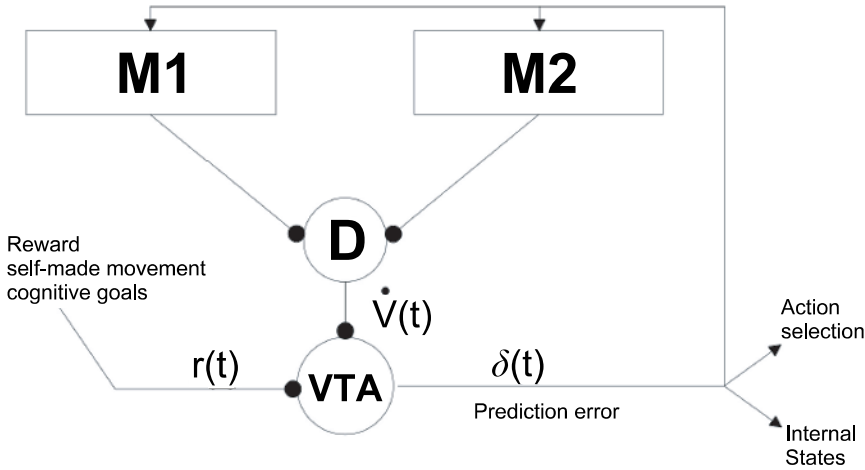 M1
M2
D
Reward
self-made movement
cognitive goals
V̇(t)
r(t)
VTA
δ(t)
Prediction error
Action
selection
Internal
States